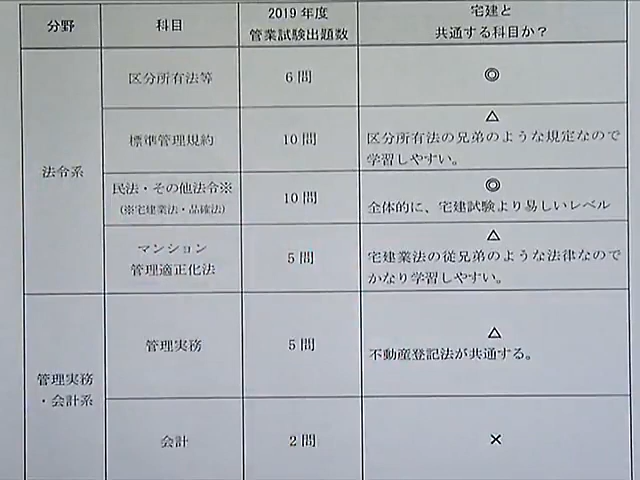 分野
科目
2019年度
管業試験出題数
宅建と
共通する科目か？
法令系
区分所有法等
6問
◎
標準管理規約
10問
△
区分所有法の兄弟のような規定なので
学習しやすい。
民法・その他法令※
(※宅建業法・品確法)
10問
◎
全体的に、宅建試験より易しいレベル
マンション
管理適正化法
5問
△
宅建業法の従兄弟のような法律なので
かなり学習しやすい。
管理実務
・会計系
管理実務
5問
△
不動産登記法が共通する。
会計
2問
×